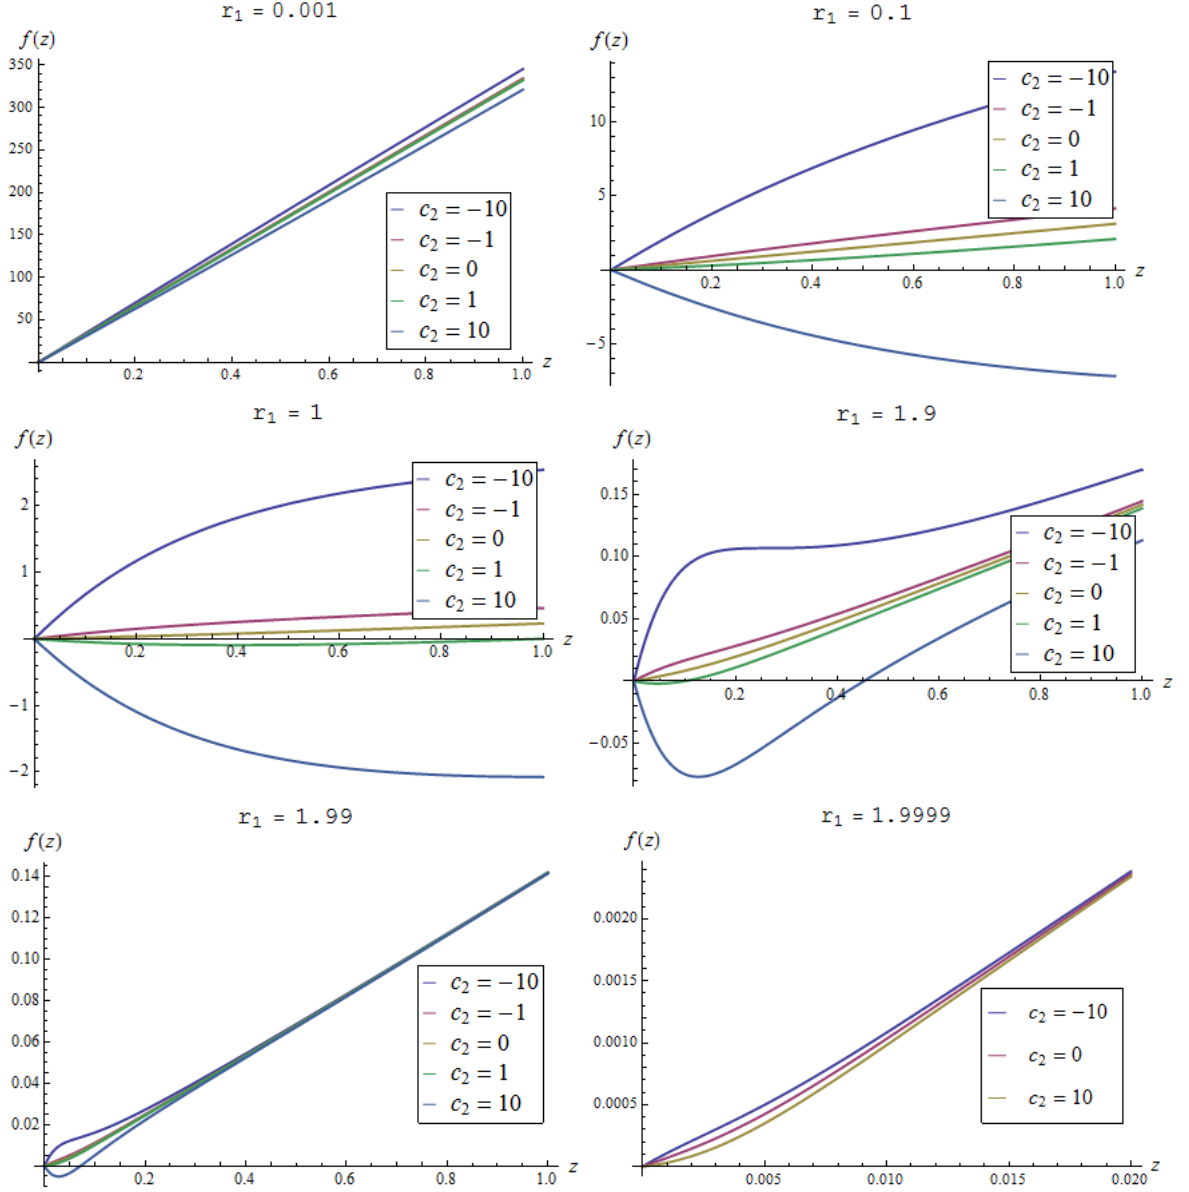 r₁ = 0.001
f(z)
350
300
250
200
150
100
50
0.2 0.4 0.6 0.8 1.0 z
c₂ = −10
c₂ = −1
c₂ = 0
c₂ = 1
c₂ = 10
r₁ = 0.1
f(z)
10
5
−5
0.2 0.4 0.6 0.8 1.0 z
c₂ = −10
c₂ = −1
c₂ = 0
c₂ = 1
c₂ = 10
r₁ = 1
f(z)
2
1
−1
−2
0.2 0.4 0.6 0.8 1.0 z
c₂ = −10
c₂ = −1
c₂ = 0
c₂ = 1
c₂ = 10
r₁ = 1.9
f(z)
0.15
0.10
0.05
−0.05
0.2 0.4 0.6 0.8 1.0 z
c₂ = −10
c₂ = −1
c₂ = 0
c₂ = 1
c₂ = 10
r₁ = 1.99
f(z)
0.14
0.12
0.10
0.08
0.06
0.04
0.02
0.2 0.4 0.6 0.8 1.0 z
c₂ = −10
c₂ = −1
c₂ = 0
c₂ = 1
c₂ = 10
r₁ = 1.9999
f(z)
0.0020
0.0015
0.0010
0.0005
0.005 0.010 0.015 0.020 z
c₂ = −10
c₂ = 0
c₂ = 10